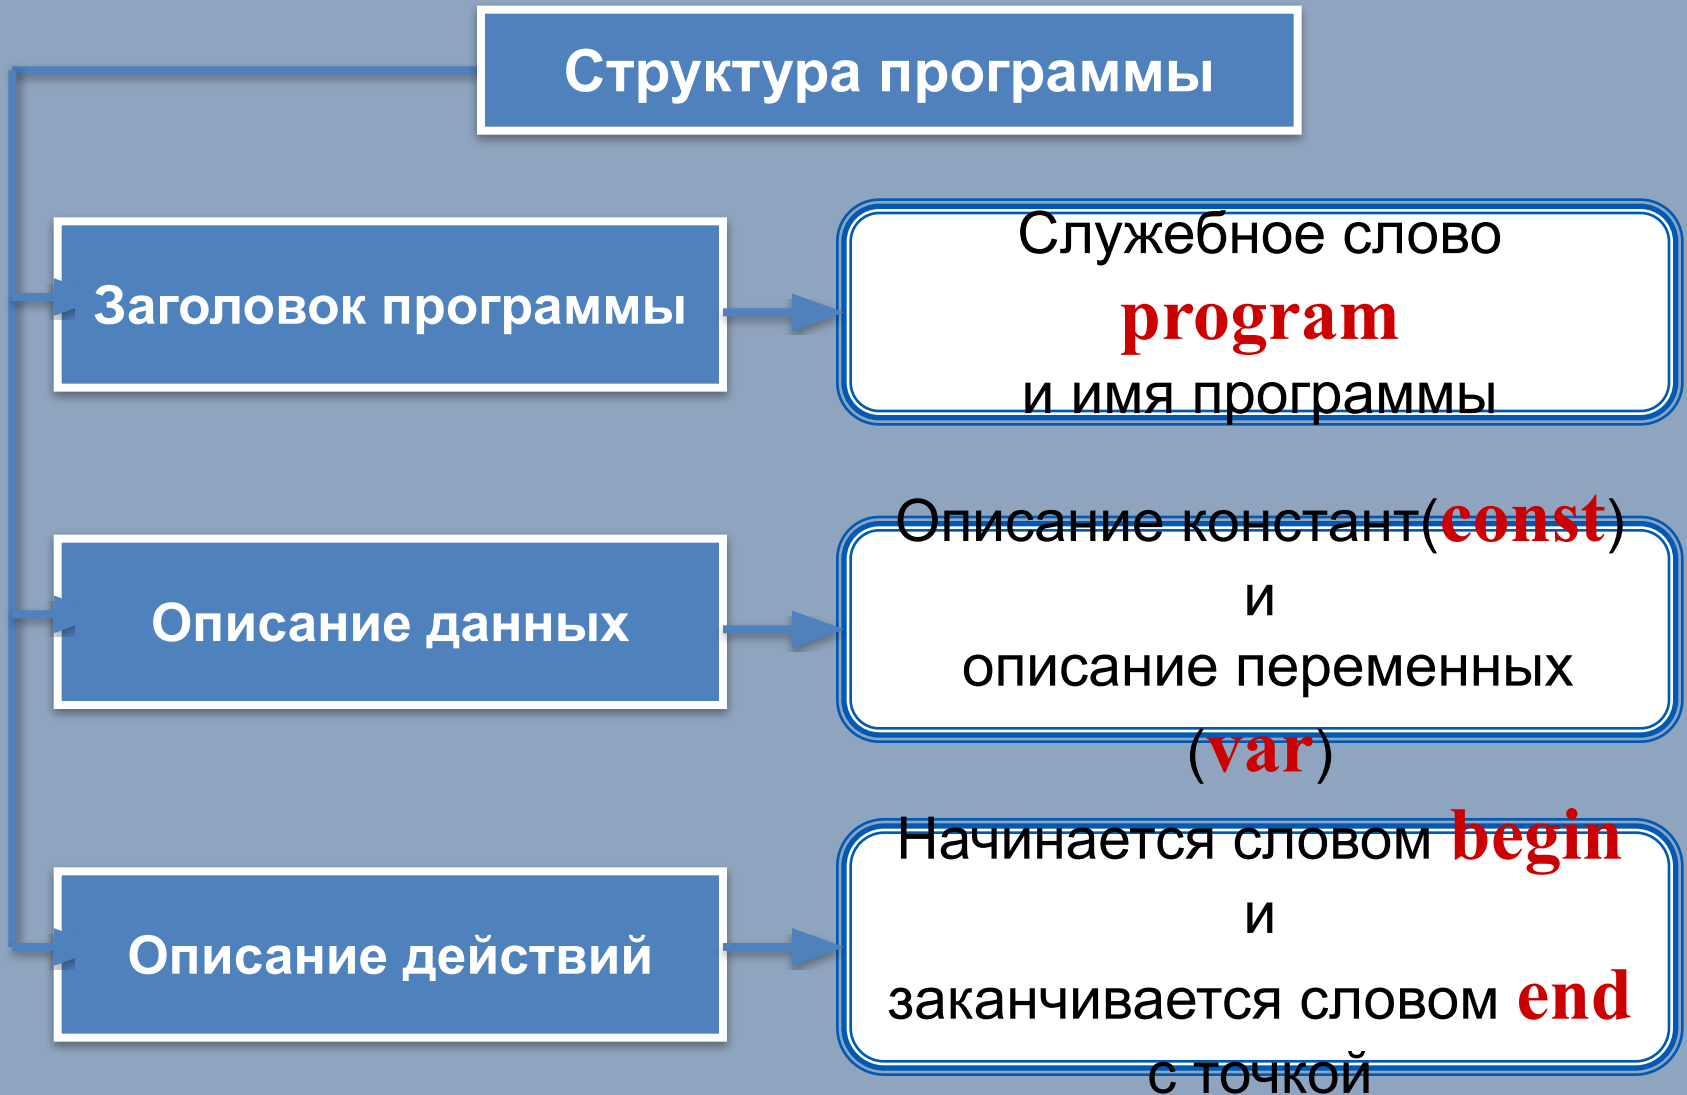 Структура программы
Заголовок программы
Служебное слово
program
и имя программы
Описание данных
Описание констант(const)
и
описание переменных
(var)
Описание действий
Начинается словом begin
и
заканчивается словом end
с точкой